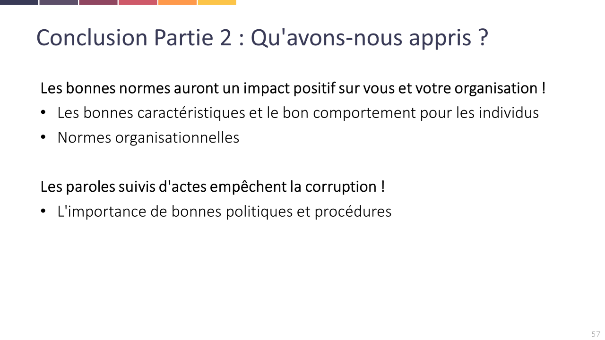 Conclusion Partie 2 : Qu'avons-nous appris ?
Les bonnes normes auront un impact positif sur vous et votre organisation !
• Les bonnes caractéristiques et le bon comportement pour les individus
• Normes organisationnelles
Les paroles suivis d'actes empêchent la corruption !
• L'importance de bonnes politiques et procédures
57